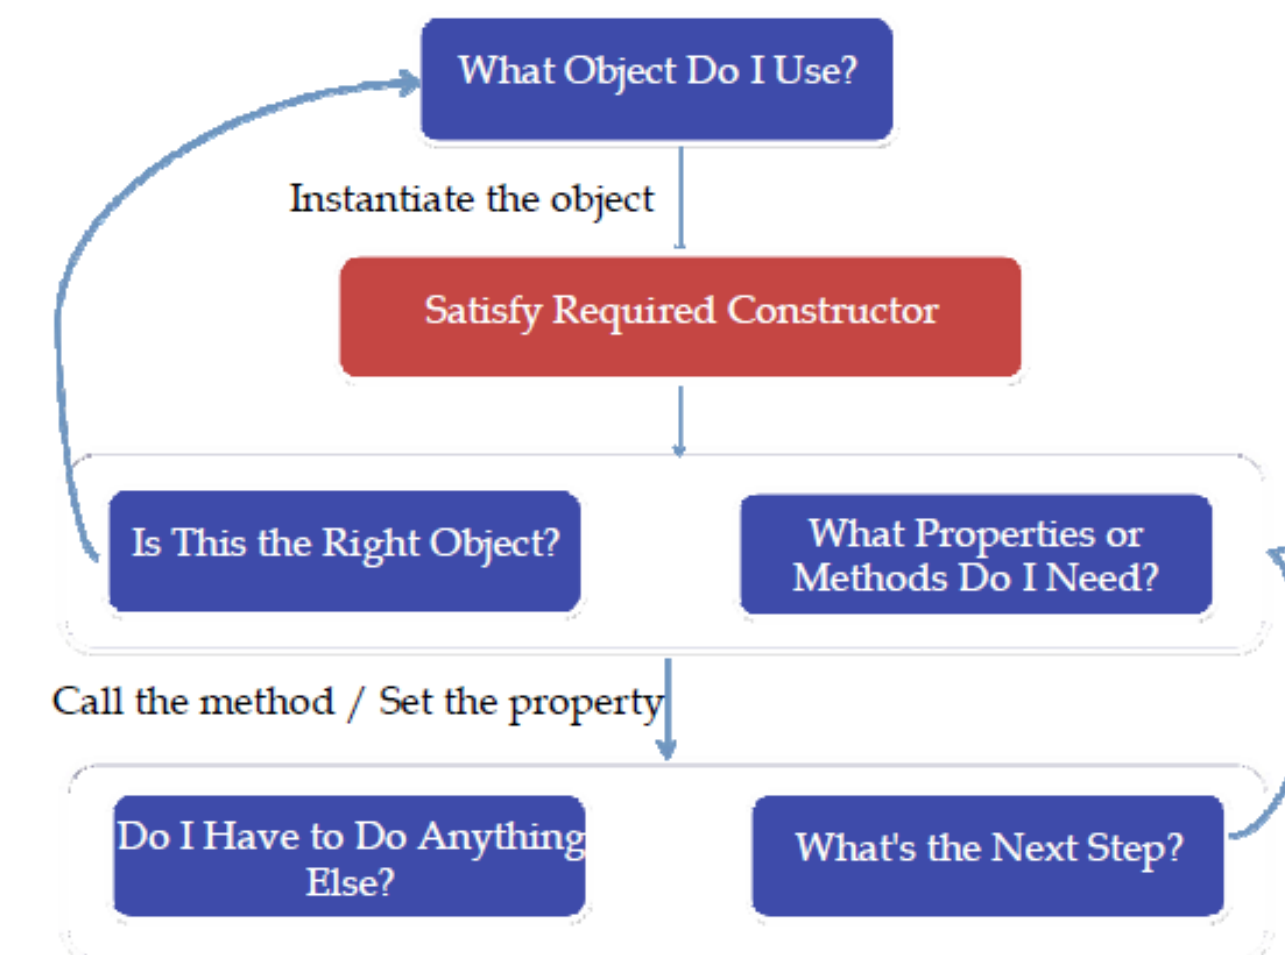 What Object Do I Use?
Instantiate the object
Satisfy Required Constructor
Is This the Right Object?
What Properties or
Methods Do I Need?
Call the method / Set the property
Do I Have to Do Anything
Else?
What's the Next Step?